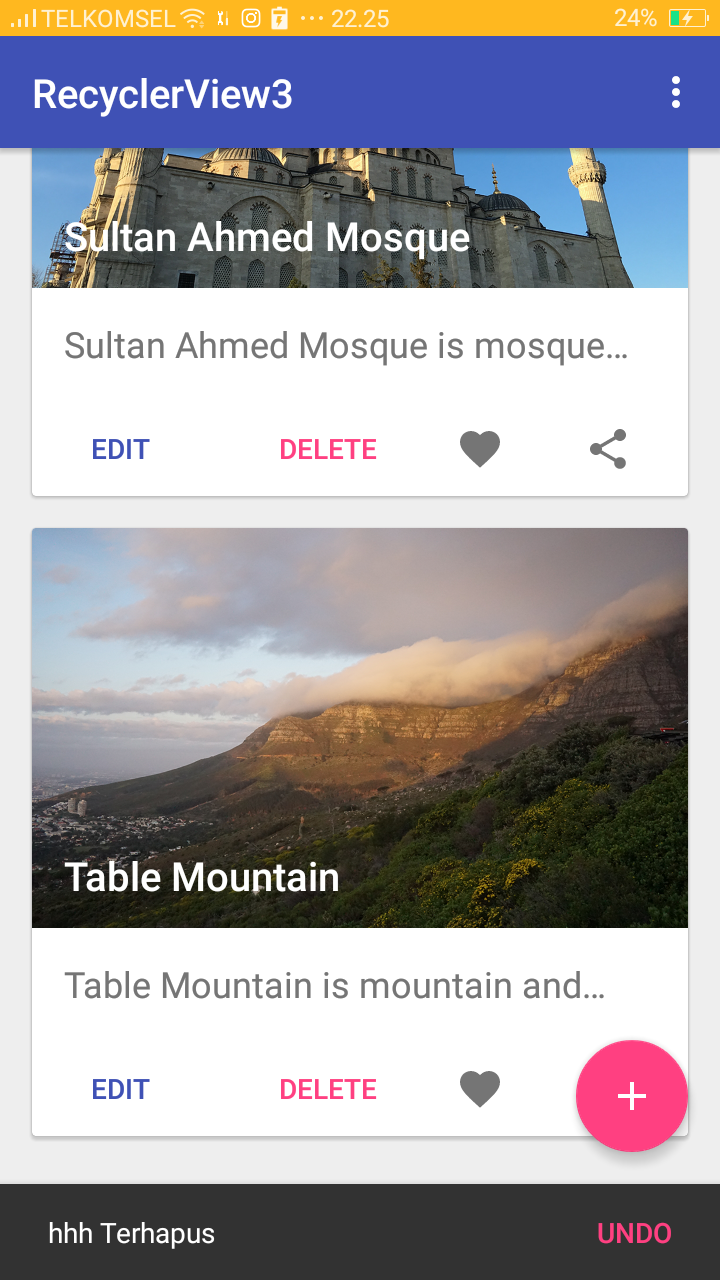 TELKOMSEL ... 22.25 24%
RecyclerView3
Sultan Ahmed Mosque
Sultan Ahmed Mosque is mosque...
EDIT DELETE
Table Mountain
Table Mountain is mountain and...
EDIT DELETE
+
hhh Terhapus UNDO